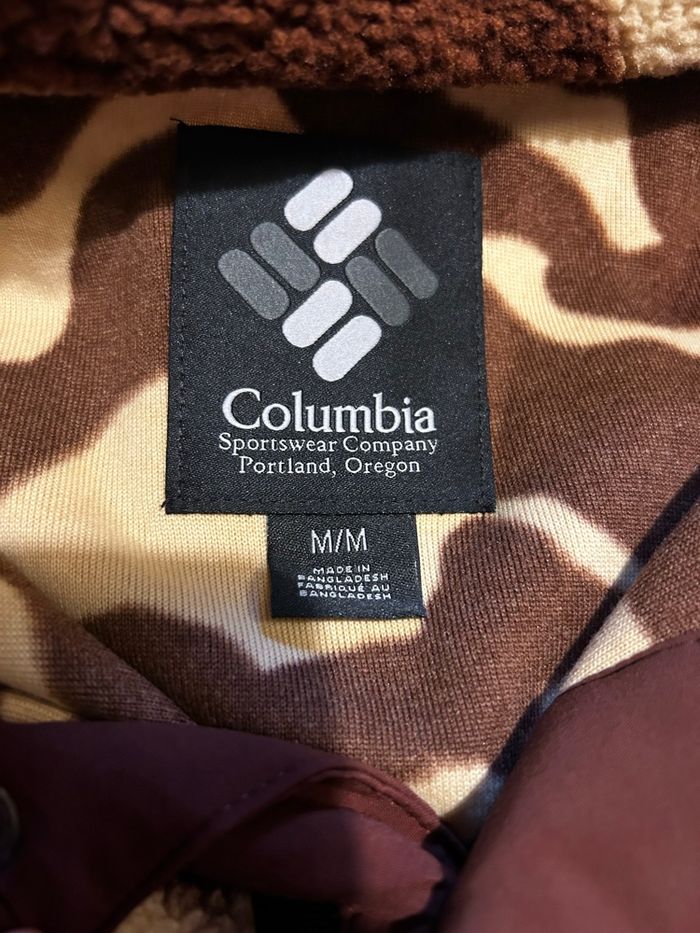 Columbia
Sportswear Company
Portland, Oregon
M/M
MADE IN
BANGLADESH
FABRIQUÉ AU
BANGLADESH